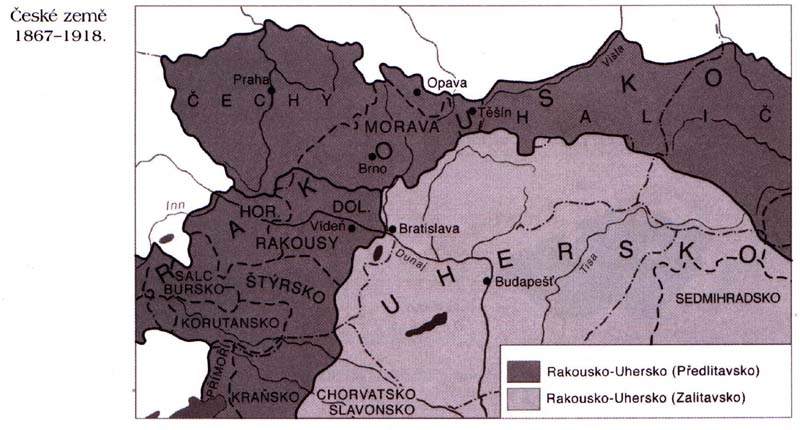 České země
1867–1918.
Praha
ČECHY
Opava
Těšín
Visla
MORAVA
Brno
HALIČ
RAKOUSKO
Inn
HOR.
DOL.
RAKOUSY
Vídeň
Bratislava
Dunaj
SALC
BURSKO
ŠTÝRSKO
KORUTANSKO
PŘÍMOŘÍ
KRAŇSKO
UHERSKO
Tisa
Budapešť
SEDMIHRADSKO
CHORVATSKO
SLAVONSKO
Rakousko-Uhersko (Předlitavsko)
Rakousko-Uhersko (Zalitavsko)